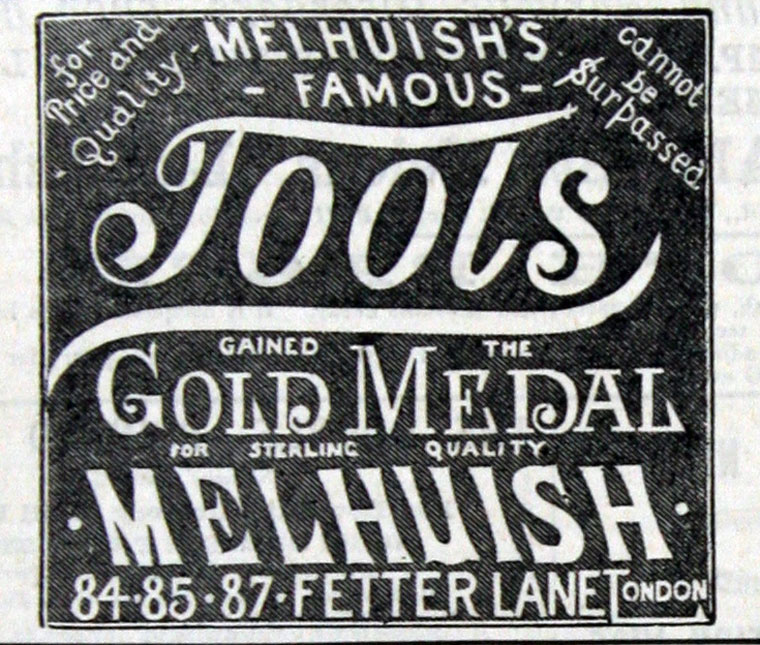 for
Price and
Quality
MELHUISH'S
- FAMOUS -
cannot
be
Surpassed.
Tools
GAINED THE
GOLD MEDAL
FOR STERLING QUALITY
• MELHUISH •
84•85•87•FETTER LANE LONDON